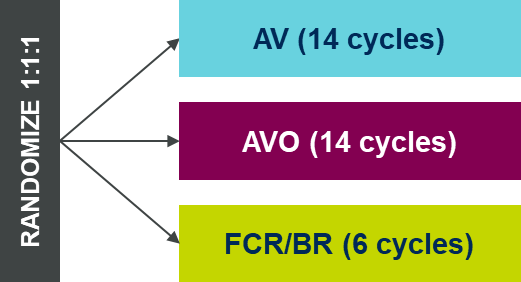 RANDOMIZE 1:1:1
AV (14 cycles)
AVO (14 cycles)
FCR/BR (6 cycles)